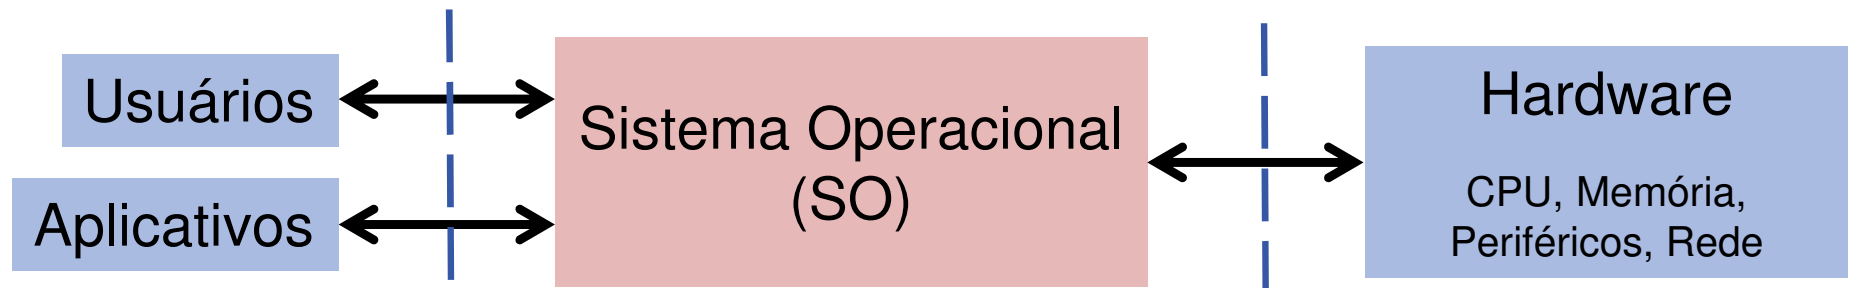 Usuários
Aplicativos
Sistema Operacional
(SO)
Hardware
CPU, Memória,
Periféricos, Rede